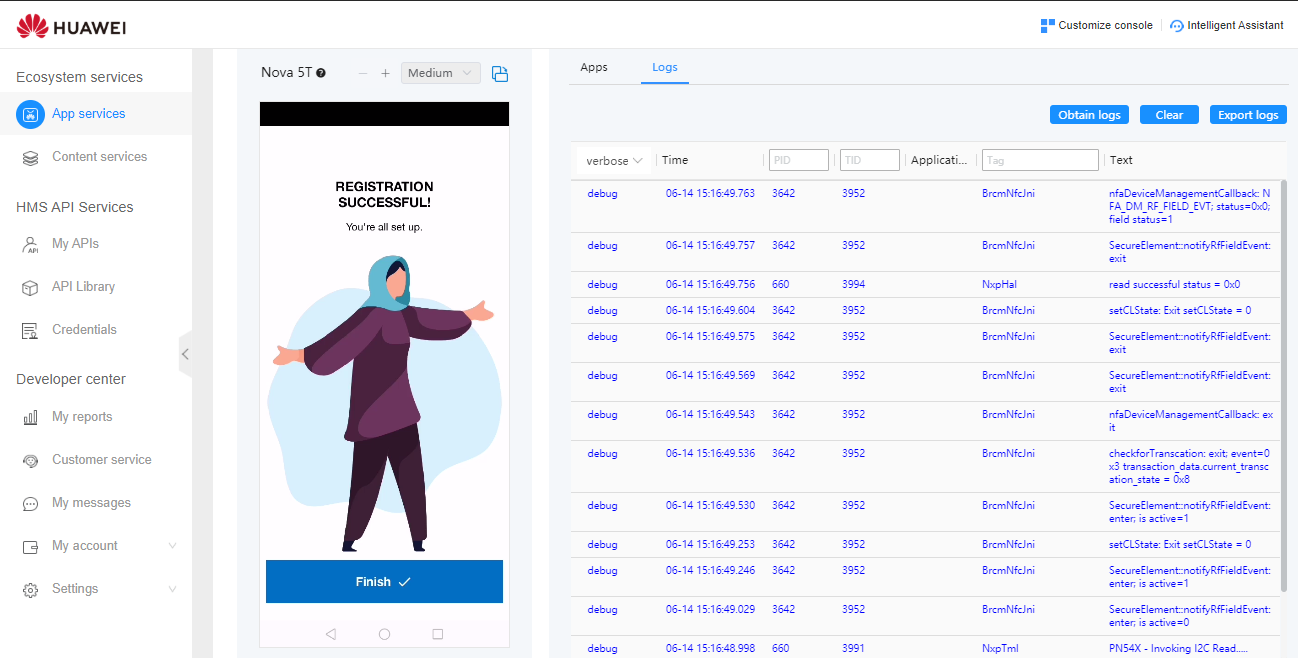 HUAWEI
Customize console
Intelligent Assistant
Ecosystem services
App services
Content services
HMS API Services
My APIs
API Library
Credentials
Developer center
My reports
Customer service
My messages
My account
Settings
Nova 5T ?
− + Medium
REGISTRATION
SUCCESSFUL!
You're all set up.
Finish
Apps Logs
Obtain logs Clear Export logs
verbose Time PID TID Applicati... Tag Text
debug 06-14 15:16:49.763 3642 3952 BrcmNfcJni nfaDeviceManagementCallback: N
FA_DM_RF_FIELD_EVT; status=0x0;
field status=1
debug 06-14 15:16:49.757 3642 3952 BrcmNfcJni SecureElement::notifyRfFieldEvent:
exit
debug 06-14 15:16:49.756 660 3994 NxpHal read successful status = 0x0
debug 06-14 15:16:49.604 3642 3952 BrcmNfcJni setCLState: Exit setCLState = 0
debug 06-14 15:16:49.575 3642 3952 BrcmNfcJni SecureElement::notifyRfFieldEvent:
exit
debug 06-14 15:16:49.569 3642 3952 BrcmNfcJni SecureElement::notifyRfFieldEvent:
exit
debug 06-14 15:16:49.543 3642 3952 BrcmNfcJni nfaDeviceManagementCallback: ex
it
debug 06-14 15:16:49.536 3642 3952 BrcmNfcJni checkforTranscation: exit; event=0
x3 transaction_data.current_transc
ation_state = 0x8
debug 06-14 15:16:49.530 3642 3952 BrcmNfcJni SecureElement::notifyRfFieldEvent:
enter; is active=1
debug 06-14 15:16:49.253 3642 3952 BrcmNfcJni setCLState: Exit setCLState = 0
debug 06-14 15:16:49.246 3642 3952 BrcmNfcJni SecureElement::notifyRfFieldEvent:
enter; is active=1
debug 06-14 15:16:49.029 3642 3952 BrcmNfcJni SecureElement::notifyRfFieldEvent:
enter; is active=0
debug 06-14 15:16:48.998 660 3991 NxpTml PN54X - Invoking I2C Read.....